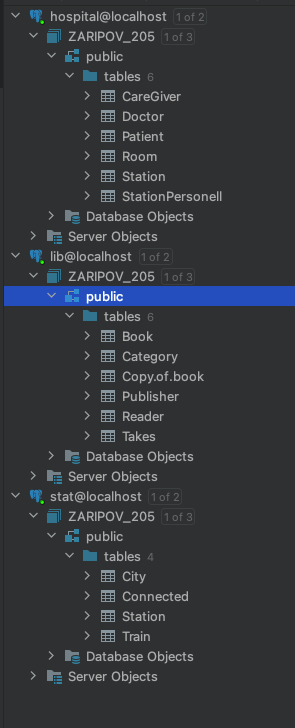 hospital@localhost 1 of 2
ZARIPOV_205 1 of 3
public
tables 6
CareGiver
Doctor
Patient
Room
Station
StationPersonell
Database Objects
Server Objects
lib@localhost 1 of 2
ZARIPOV_205 1 of 3
public
tables 6
Book
Category
Copy.of.book
Publisher
Reader
Takes
Database Objects
Server Objects
stat@localhost 1 of 2
ZARIPOV_205 1 of 3
public
tables 4
City
Connected
Station
Train
Database Objects
Server Objects